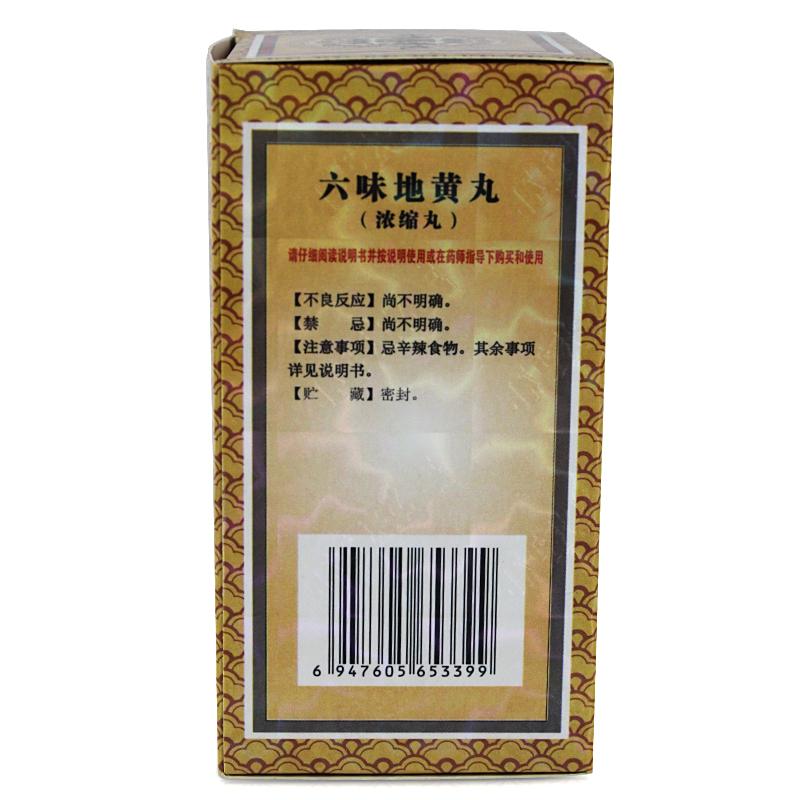 六味地黄丸
（浓缩丸）
请仔细阅读说明书并按说明使用或在药师指导下购买和使用
【不良反应】尚不明确。
【禁　　忌】尚不明确。
【注意事项】忌辛辣食物。其余事项
详见说明书。
【贮　　藏】密封。
6 947605 653399